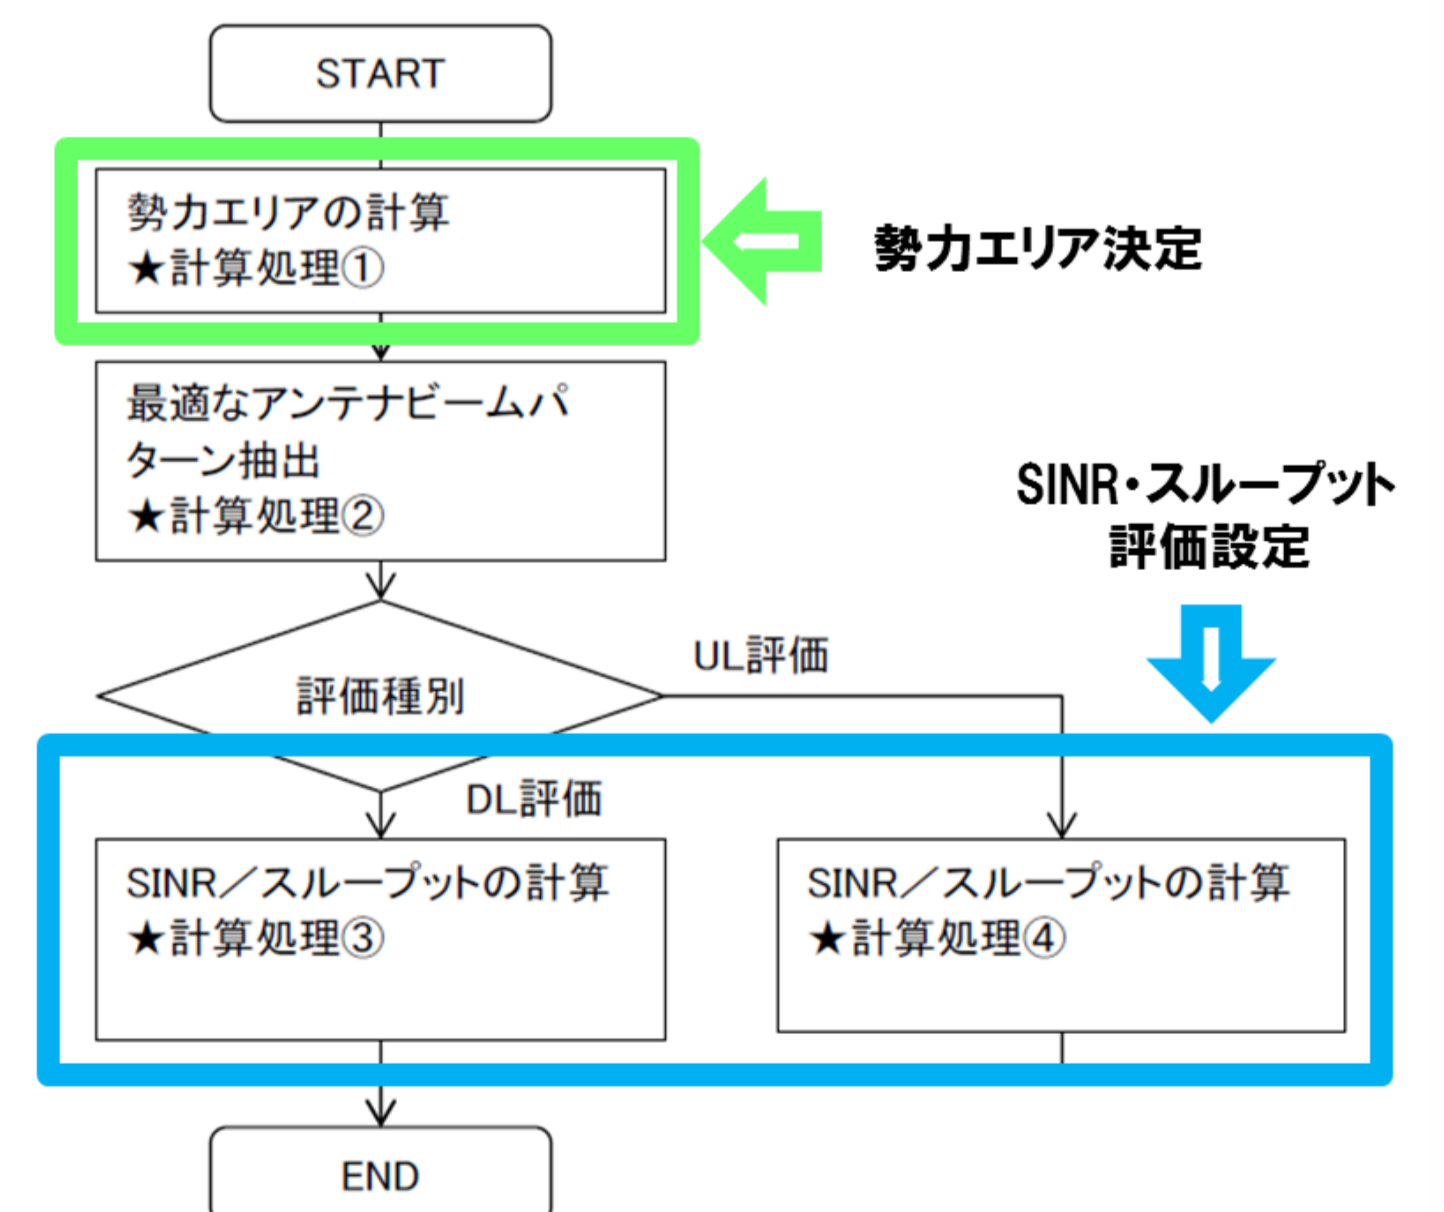 START
勢力エリアの計算
★計算処理①
勢力エリア決定
最適なアンテナビームパ
ターン抽出
★計算処理②
SINR・スループット
評価設定
評価種別
UL評価
DL評価
SINR／スループットの計算
★計算処理③
SINR／スループットの計算
★計算処理④
END